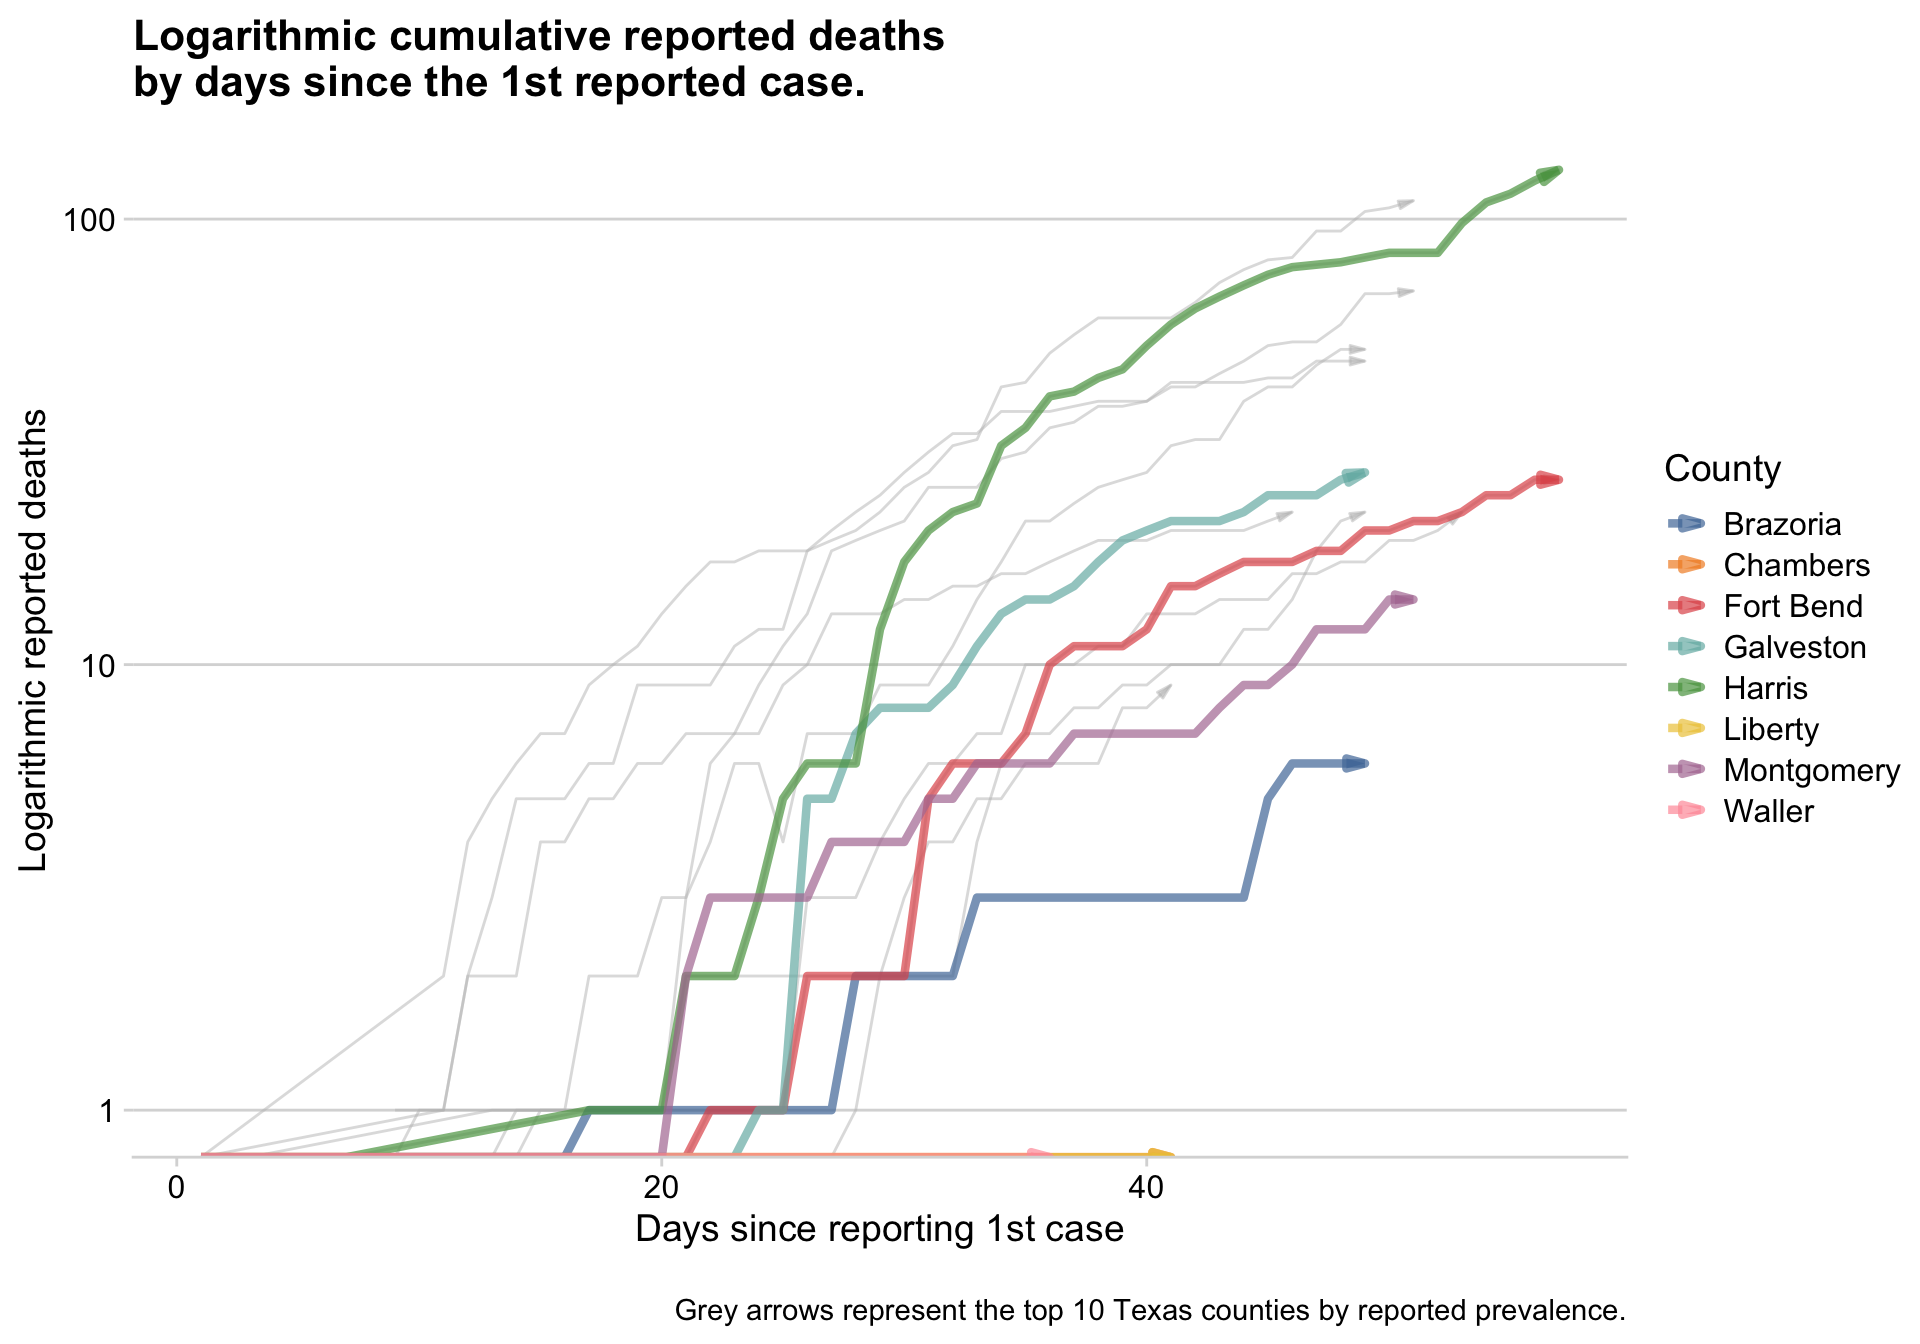 Logarithmic cumulative reported deaths
by days since the 1st reported case.
100
10
1
Logarithmic reported deaths
0
20
40
Days since reporting 1st case
County
Brazoria
Chambers
Fort Bend
Galveston
Harris
Liberty
Montgomery
Waller
Grey arrows represent the top 10 Texas counties by reported prevalence.